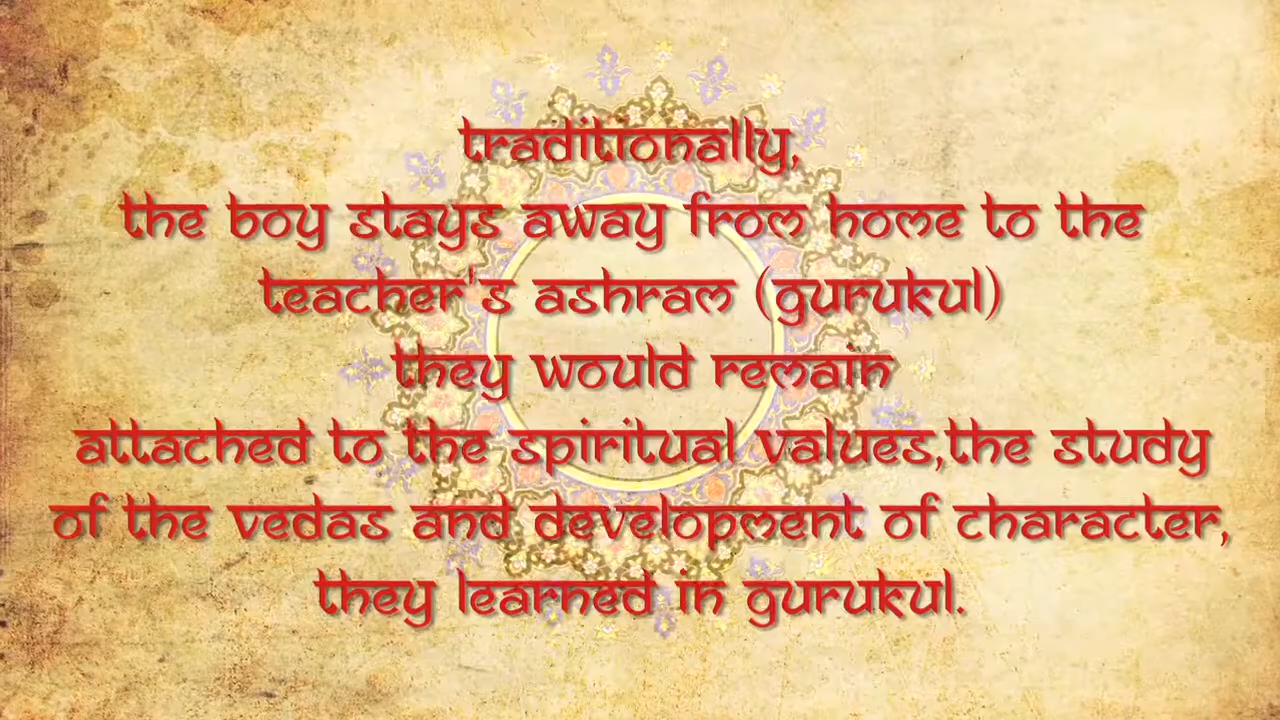 traditionally,
the boy stays away from home to the
teacher's ashram (gurukul)
they would remain
attached to the spiritual values,the study
of the vedas and development of character,
they learned in gurukul.